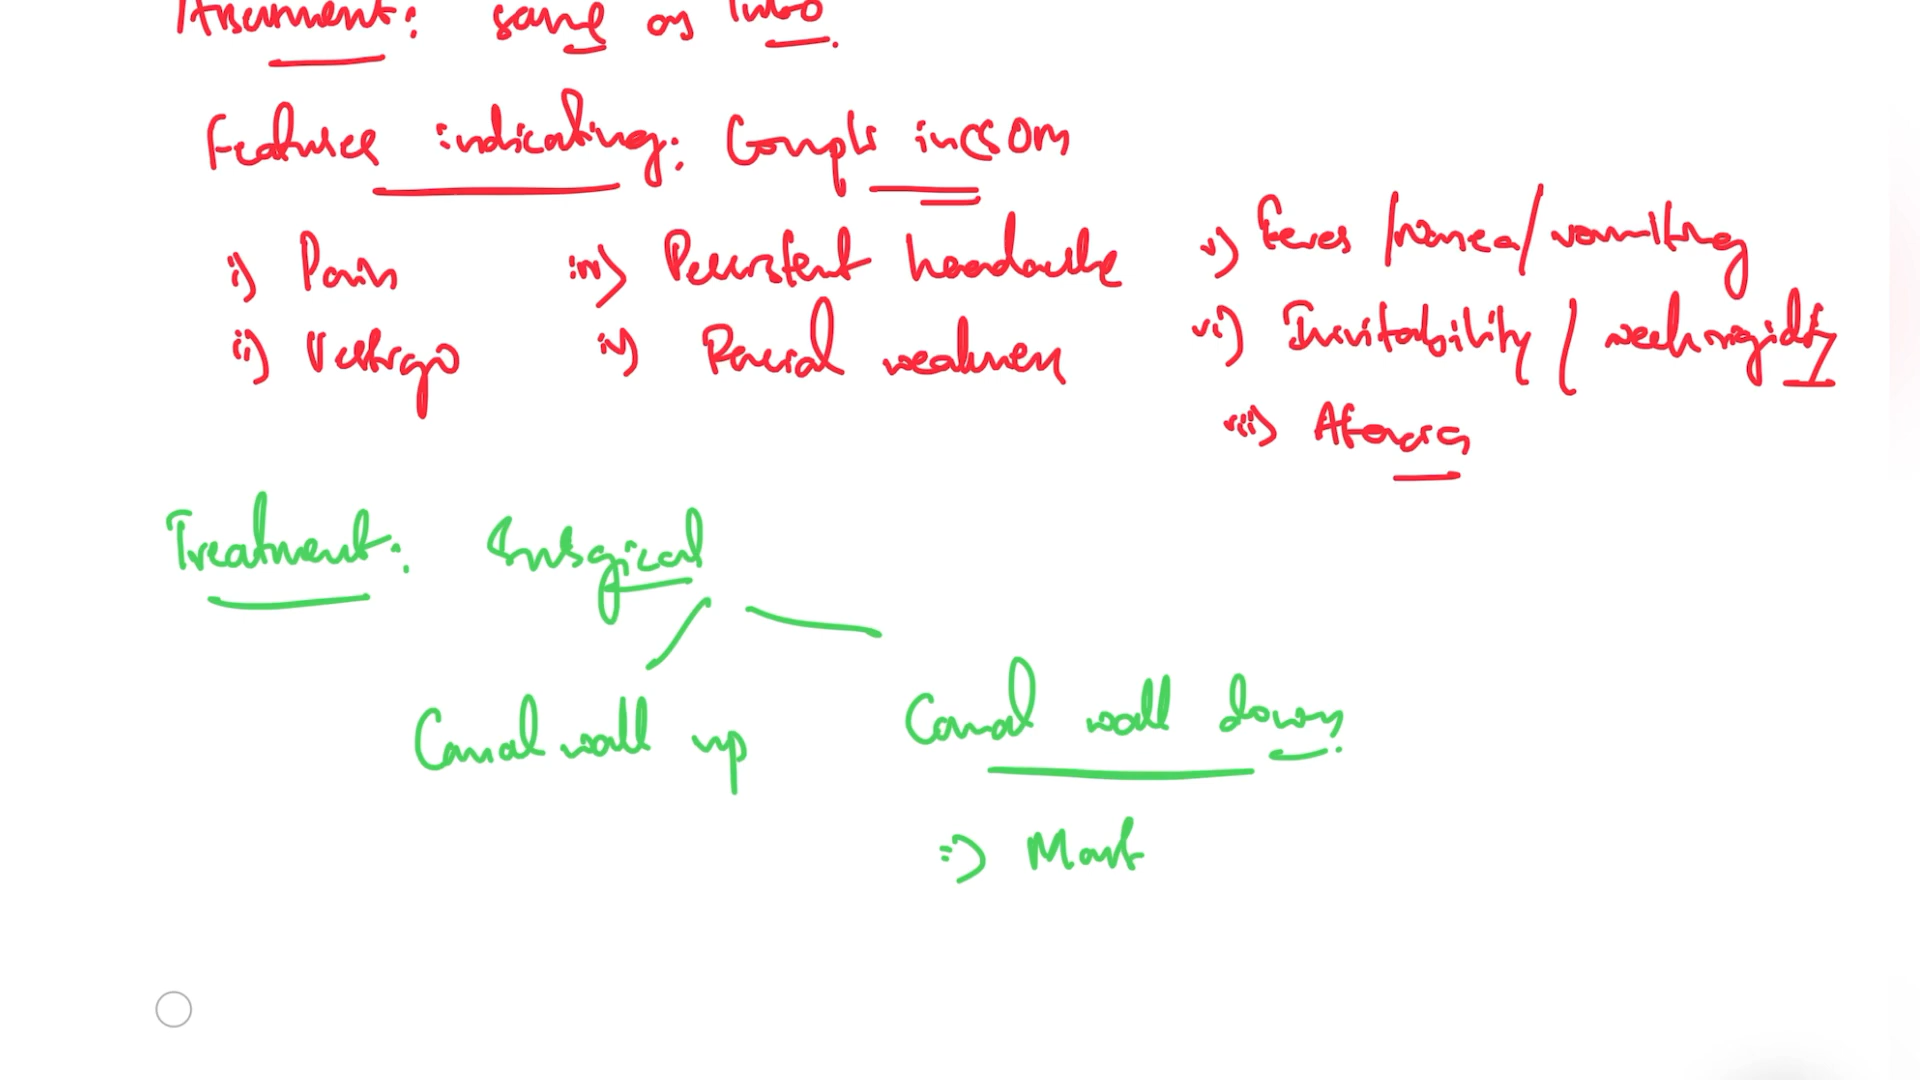 Assessment: same as tubo.
Features indicating: Compls in CSOM
i) Pain
ii) Vertigo
iii) Persistent headache
iv) Facial weakness
v) Fever / nausea / vomiting
vi) Irritability / neck rigidity
vii) Ataxia
Treatment: Surgical
Canal wall up
Canal wall down.
=> Mast